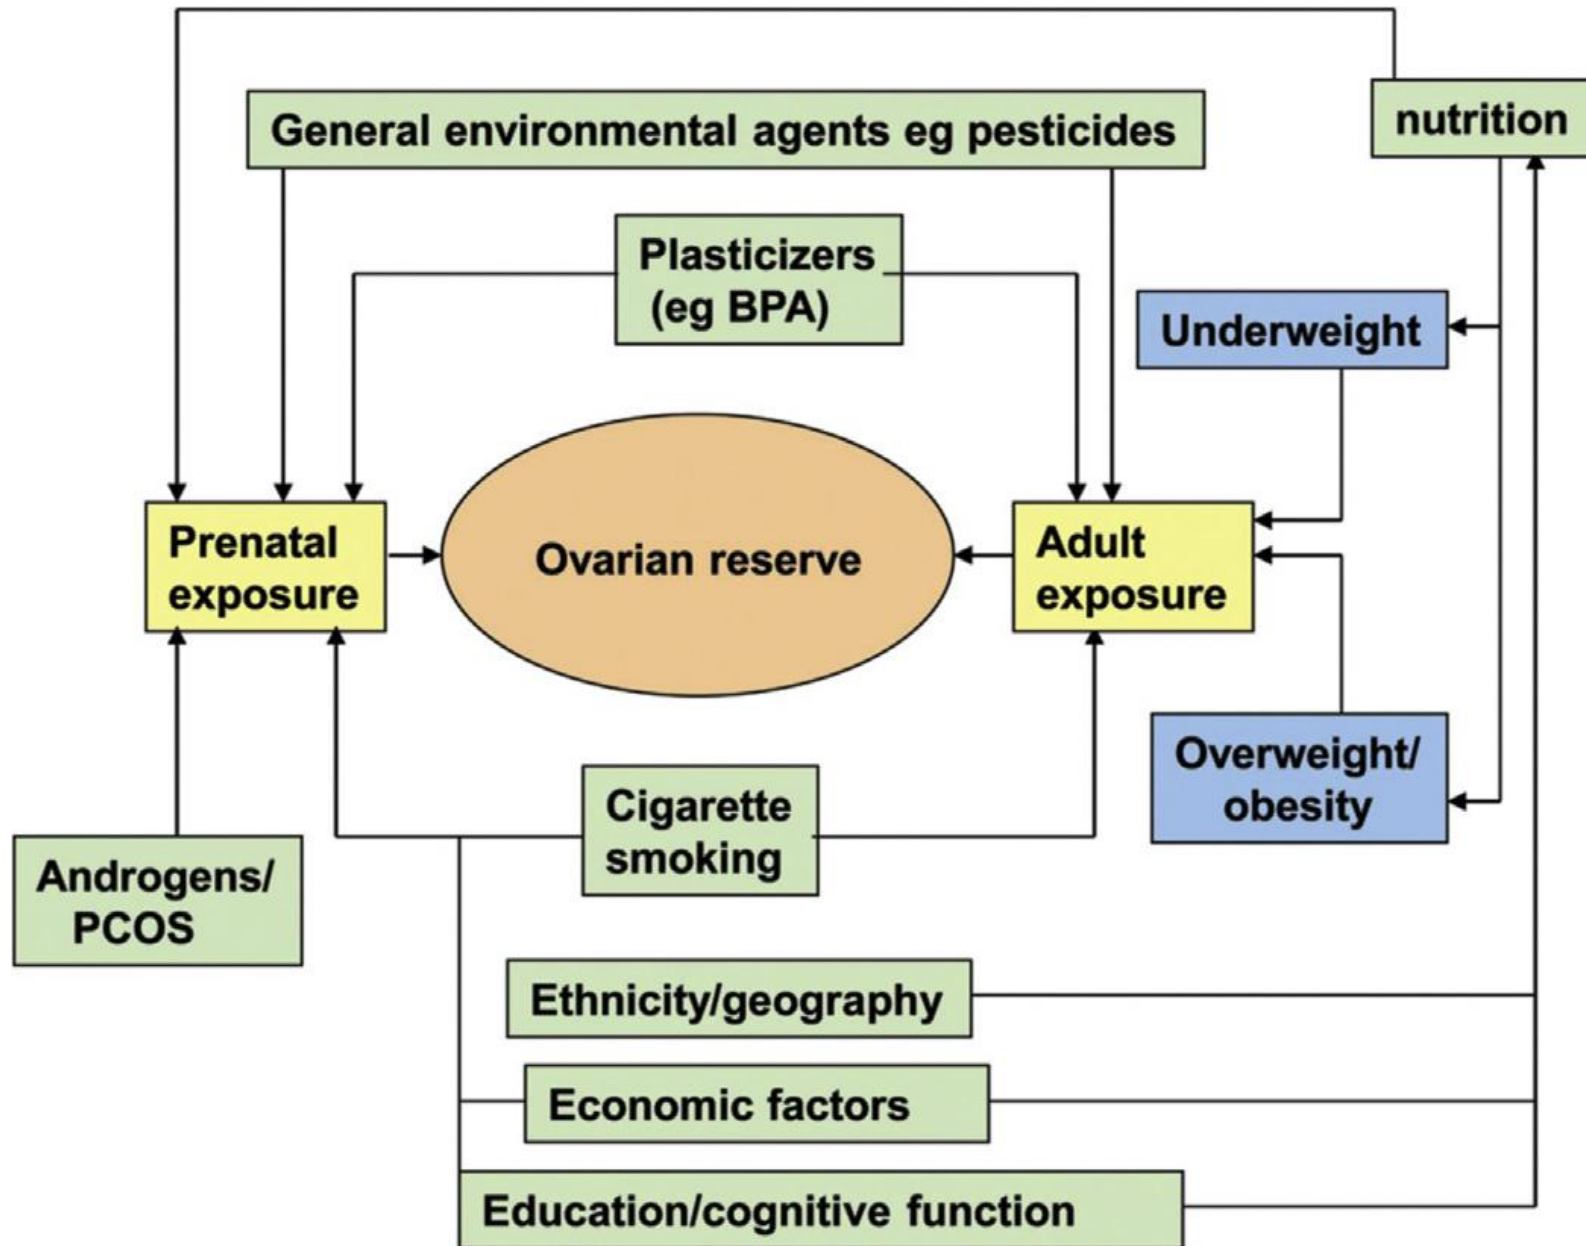 General environmental agents eg pesticides
nutrition
Plasticizers
(eg BPA)
Underweight
Prenatal
exposure
Ovarian reserve
Adult
exposure
Overweight/
obesity
Cigarette
smoking
Androgens/
PCOS
Ethnicity/geography
Economic factors
Education/cognitive function